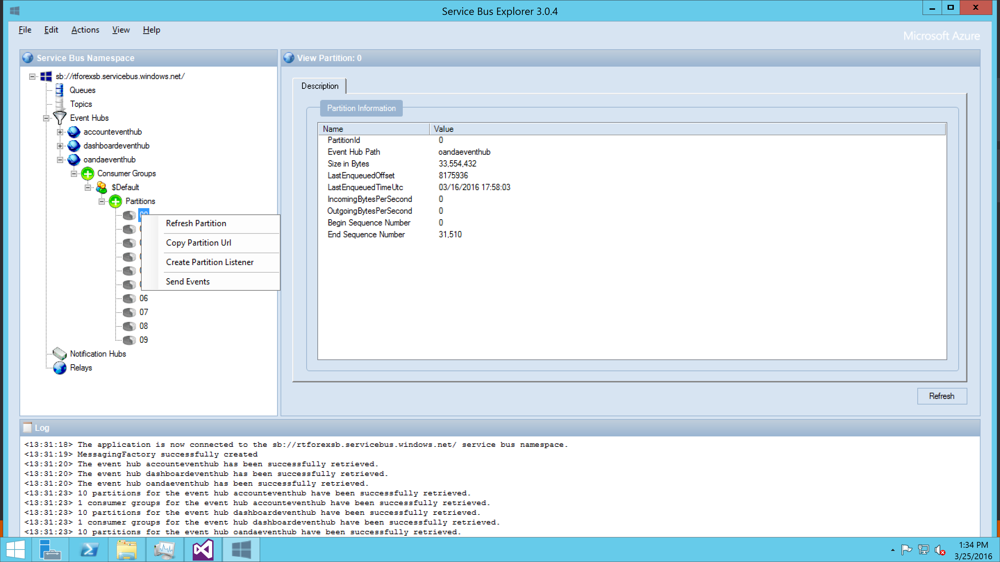 Service Bus Explorer 3.0.4
File Edit Actions View Help
Microsoft Azure
Service Bus Namespace
sb://rtforexsb.servicebus.windows.net/
Queues
Topics
Event Hubs
accounteventhub
dashboardeventhub
oandaeventhub
Consumer Groups
$Default
Partitions
Refresh Partition
Copy Partition Url
Create Partition Listener
Send Events
06
07
08
09
Notification Hubs
Relays
View Partition: 0
Description
Partition Information
Name Value
PartitionId 0
Event Hub Path oandaeventhub
Size in Bytes 33,554,432
LastEnqueuedOffset 8175936
LastEnqueuedTimeUtc 03/16/2016 17:58:03
IncomingBytesPerSecond 0
OutgoingBytesPerSecond 0
Begin Sequence Number 0
End Sequence Number 31,510
Refresh
Log
<13:31:18> The application is now connected to the sb://rtforexsb.servicebus.windows.net/ service bus namespace.
<13:31:19> MessagingFactory successfully created
<13:31:20> The event hub accounteventhub has been successfully retrieved.
<13:31:20> The event hub dashboardeventhub has been successfully retrieved.
<13:31:20> The event hub oandaeventhub has been successfully retrieved.
<13:31:23> 10 partitions for the event hub accounteventhub have been successfully retrieved.
<13:31:23> 1 consumer groups for the event hub accounteventhub have been successfully retrieved.
<13:31:23> 10 partitions for the event hub dashboardeventhub have been successfully retrieved.
<13:31:23> 1 consumer groups for the event hub dashboardeventhub have been successfully retrieved.
<13:31:23> 10 partitions for the event hub oandaeventhub have been successfully retrieved.
1:34 PM
3/25/2016